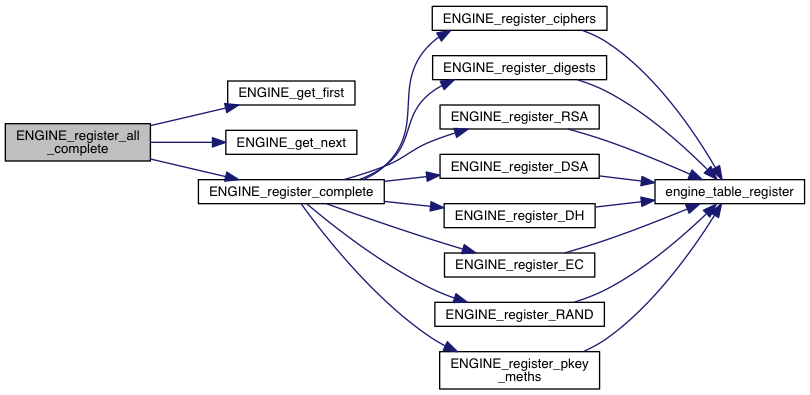 ENGINE_register_all
_complete
ENGINE_get_first
ENGINE_get_next
ENGINE_register_complete
ENGINE_register_ciphers
ENGINE_register_digests
ENGINE_register_RSA
ENGINE_register_DSA
ENGINE_register_DH
ENGINE_register_EC
ENGINE_register_RAND
ENGINE_register_pkey
_meths
engine_table_register